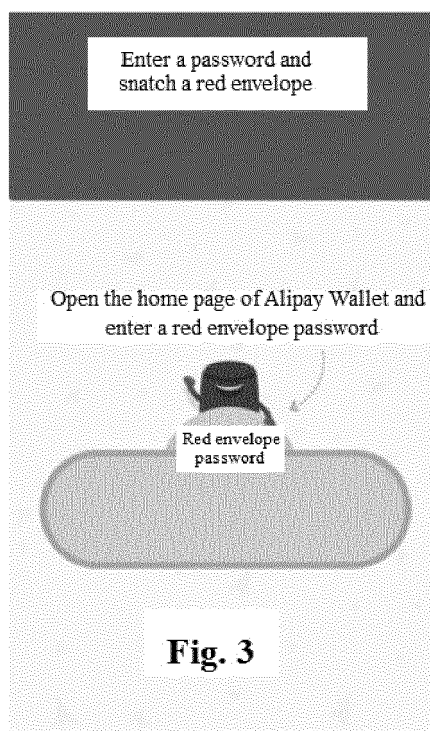 Enter a password and
snatch a red envelope
Open the home page of Alipay Wallet and
enter a red envelope password
Red envelope
password
Fig. 3